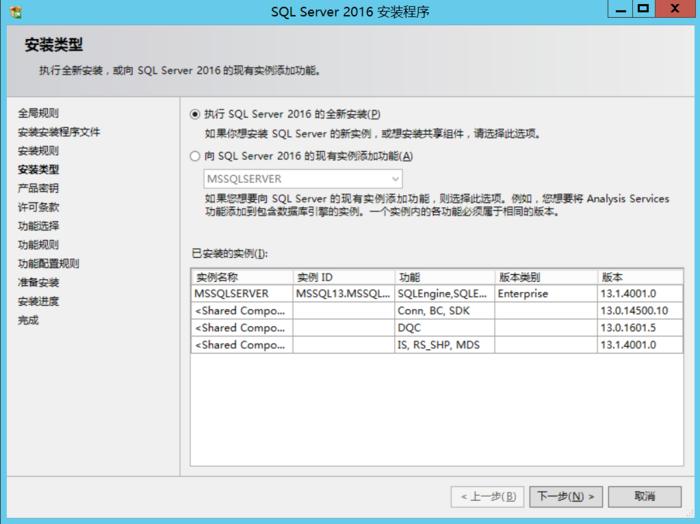 SQL Server 2016 安装程序
安装类型
执行全新安装，或向 SQL Server 2016 的现有实例添加功能。
全局规则
安装安装程序文件
安装规则
安装类型
产品密钥
许可条款
功能选择
功能规则
功能配置规则
准备安装
安装进度
完成
执行 SQL Server 2016 的全新安装(P)
如果你想安装 SQL Server 的新实例，或想安装共享组件，请选择此选项。
向 SQL Server 2016 的现有实例添加功能(A)
MSSQLSERVER
如果您想要向 SQL Server 的现有实例添加功能，则选择此选项。例如，您想要将 Analysis Services
功能添加到包含数据库引擎的实例。一个实例内的各功能必须属于相同的版本。
已安装的实例(I):
实例名称 实例 ID 功能 版本类别 版本
MSSQLSERVER MSSQL13.MSSQL... SQLEngine,SQLE... Enterprise 13.1.4001.0
<Shared Compo... Conn, BC, SDK 13.0.14500.10
<Shared Compo... DQC 13.0.1601.5
<Shared Compo... IS, RS_SHP, MDS 13.1.4001.0
< 上一步(B) 下一步(N) > 取消